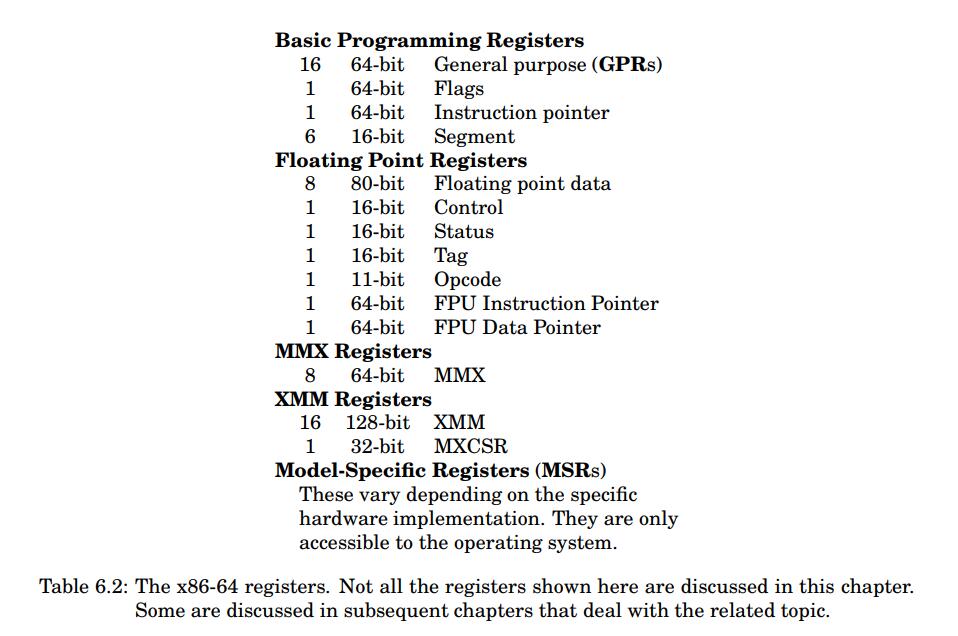 Basic Programming Registers
16 64-bit General purpose (GPRs)
1 64-bit Flags
1 64-bit Instruction pointer
6 16-bit Segment
Floating Point Registers
8 80-bit Floating point data
1 16-bit Control
1 16-bit Status
1 16-bit Tag
1 11-bit Opcode
1 64-bit FPU Instruction Pointer
1 64-bit FPU Data Pointer
MMX Registers
8 64-bit MMX
XMM Registers
16 128-bit XMM
1 32-bit MXCSR
Model-Specific Registers (MSRs)
These vary depending on the specific
hardware implementation. They are only
accessible to the operating system.
Table 6.2: The x86-64 registers. Not all the registers shown here are discussed in this chapter.
Some are discussed in subsequent chapters that deal with the related topic.